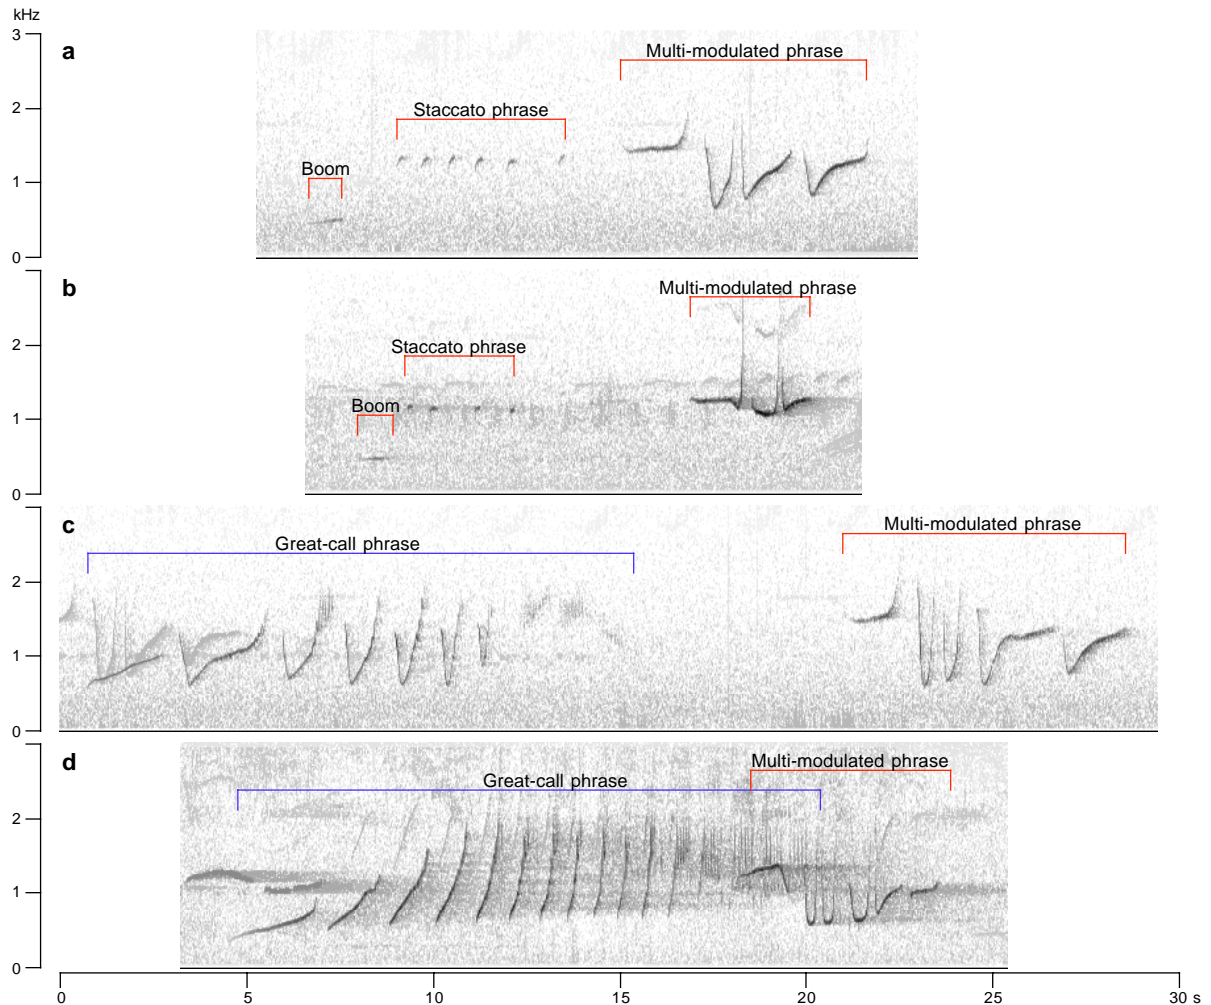 kHz
3
a
Multi-modulated phrase
2
Staccato phrase
Boom
1
0
b
Multi-modulated phrase
2
Staccato phrase
Boom
1
0
c
Great-call phrase
Multi-modulated phrase
2
1
0
d
Great-call phrase
Multi-modulated phrase
2
1
0
0 5 10 15 20 25 30 s